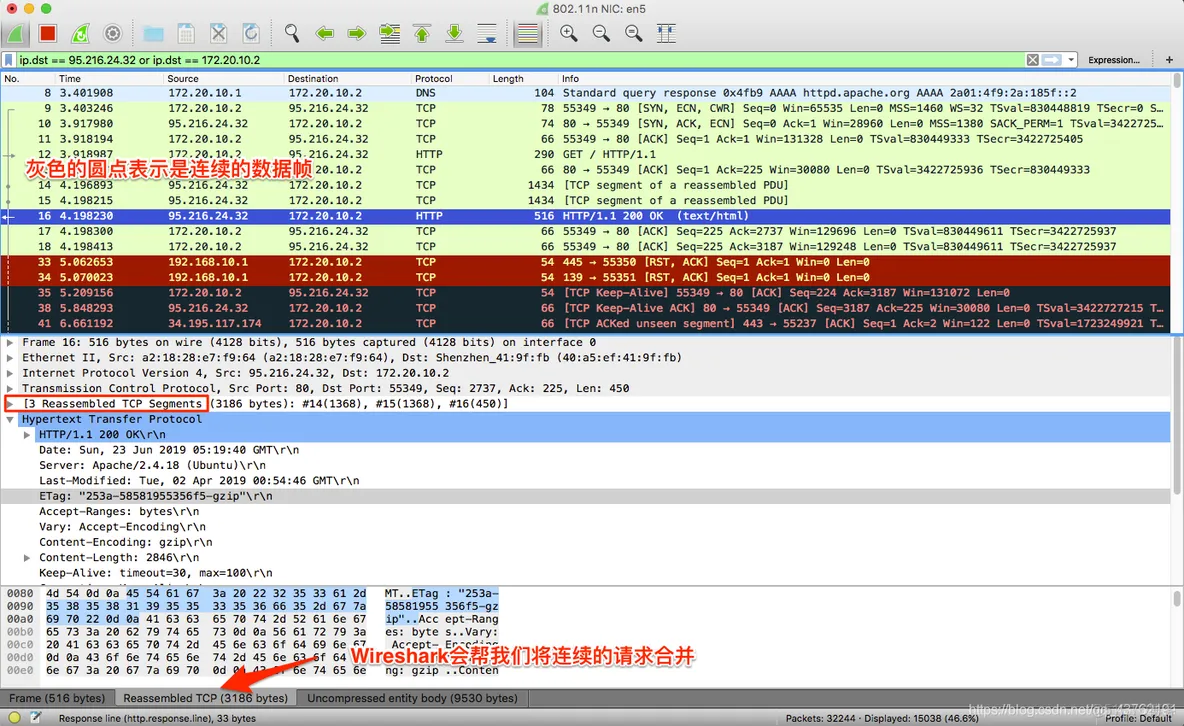 802.11n NIC: en5
ip.dst == 95.216.24.32 or ip.dst == 172.20.10.2 Expression... +
No. Time Source Destination Protocol Length Info
8 3.401908 172.20.10.1 172.20.10.2 DNS 104 Standard query response 0x4fb9 AAAA httpd.apache.org AAAA 2a01:4f9:2a:185f::2
9 3.403246 172.20.10.2 95.216.24.32 TCP 78 55349 → 80 [SYN, ECN, CWR] Seq=0 Win=65535 Len=0 MSS=1460 WS=32 TSval=830448819 TSecr=0 S…
10 3.917980 95.216.24.32 172.20.10.2 TCP 74 80 → 55349 [SYN, ACK, ECN] Seq=0 Ack=1 Win=28960 Len=0 MSS=1380 SACK_PERM=1 TSval=3422725…
11 3.918194 172.20.10.2 95.216.24.32 TCP 66 55349 → 80 [ACK] Seq=1 Ack=1 Win=131328 Len=0 TSval=830449333 TSecr=3422725405
12 3.918987 172.20.10.2 95.216.24.32 HTTP 290 GET / HTTP/1.1
灰色的圆点表示是连续的数据帧
172.20.10.2 TCP 66 80 → 55349 [ACK] Seq=1 Ack=225 Win=30080 Len=0 TSval=3422725936 TSecr=830449333
14 4.196893 95.216.24.32 172.20.10.2 TCP 1434 [TCP segment of a reassembled PDU]
15 4.198215 95.216.24.32 172.20.10.2 TCP 1434 [TCP segment of a reassembled PDU]
16 4.198230 95.216.24.32 172.20.10.2 HTTP 516 HTTP/1.1 200 OK (text/html)
17 4.198300 172.20.10.2 95.216.24.32 TCP 66 55349 → 80 [ACK] Seq=225 Ack=2737 Win=129696 Len=0 TSval=830449611 TSecr=3422725937
18 4.198413 172.20.10.2 95.216.24.32 TCP 66 55349 → 80 [ACK] Seq=225 Ack=3187 Win=129248 Len=0 TSval=830449611 TSecr=3422725937
33 5.062653 192.168.10.1 172.20.10.2 TCP 54 445 → 55350 [RST, ACK] Seq=1 Ack=1 Win=0 Len=0
34 5.070023 192.168.10.1 172.20.10.2 TCP 54 139 → 55351 [RST, ACK] Seq=1 Ack=1 Win=0 Len=0
35 5.209156 172.20.10.2 95.216.24.32 TCP 54 [TCP Keep-Alive] 55349 → 80 [ACK] Seq=224 Ack=3187 Win=131072 Len=0
38 5.848293 95.216.24.32 172.20.10.2 TCP 66 [TCP Keep-Alive ACK] 80 → 55349 [ACK] Seq=3187 Ack=225 Win=30080 Len=0 TSval=3422727215 T…
41 6.661192 34.195.117.174 172.20.10.2 TCP 66 [TCP ACKed unseen segment] 443 → 55237 [ACK] Seq=1 Ack=2 Win=122 Len=0 TSval=1723249921 T…
Frame 16: 516 bytes on wire (4128 bits), 516 bytes captured (4128 bits) on interface 0
Ethernet II, Src: a2:18:28:e7:f9:64 (a2:18:28:e7:f9:64), Dst: Shenzhen_41:9f:fb (40:a5:ef:41:9f:fb)
Internet Protocol Version 4, Src: 95.216.24.32, Dst: 172.20.10.2
Transmission Control Protocol, Src Port: 80, Dst Port: 55349, Seq: 2737, Ack: 225, Len: 450
[3 Reassembled TCP Segments (3186 bytes): #14(1368), #15(1368), #16(450)]
Hypertext Transfer Protocol
HTTP/1.1 200 OK\r\n
Date: Sun, 23 Jun 2019 05:19:40 GMT\r\n
Server: Apache/2.4.18 (Ubuntu)\r\n
Last-Modified: Tue, 02 Apr 2019 00:54:46 GMT\r\n
ETag: "253a-58581955356f5-gzip"\r\n
Accept-Ranges: bytes\r\n
Vary: Accept-Encoding\r\n
Content-Encoding: gzip\r\n
Content-Length: 2846\r\n
Keep-Alive: timeout=30, max=100\r\n
0080 4d 54 0d 0a 45 54 61 67 3a 20 22 32 35 33 61 2d MT..ETag : "253a-
0090 35 38 35 38 31 39 35 35 33 35 36 66 35 2d 67 7a 58581955 356f5-gz
00a0 69 70 22 0d 0a 41 63 63 65 70 74 2d 52 61 6e 67 ip"..Acc ept-Rang
00b0 65 73 3a 20 62 79 74 65 73 0d 0a 56 61 72 79 3a es: byte s..Vary:
00c0 20 41 63 63 65 70 74 2d 45 6e 63 6f 64 69 6e 67 Accept- Encoding
00d0 0d 0a 43 6f 6e 74 65 6e 74 2d 45 6e 63 6f 64
Wireshark会帮我们将连续的请求合并
00e0 6e 67 3a 20 67 7a 69 70 6e 74 65 6e ng: gzip ..Conten
Frame (516 bytes) Reassembled TCP (3186 bytes) Uncompressed entity body (9530 bytes)
Response line (http.response.line), 33 bytes Packets: 32244 · Displayed: 15038 (46.6%) Profile: Default